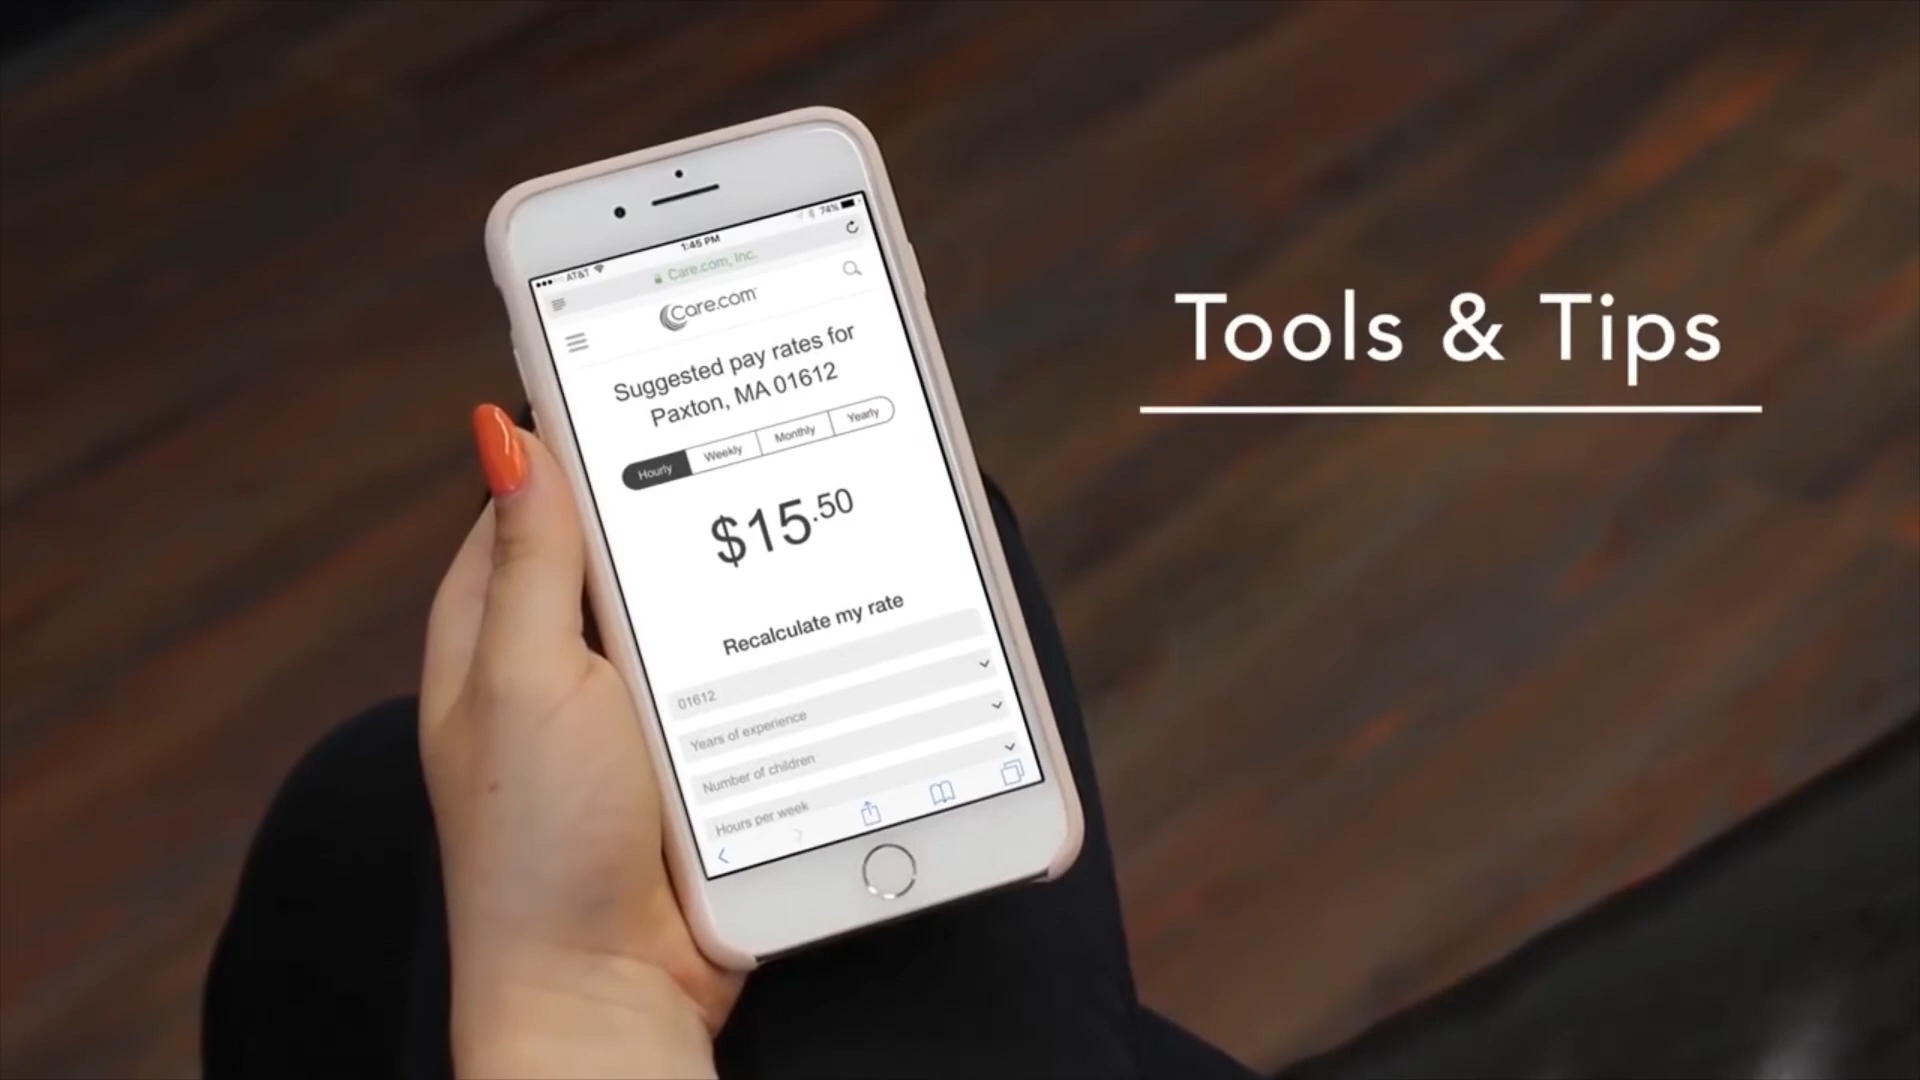 AT&T
1:45 PM
74%
Care.com, Inc.
Care.com
Suggested pay rates for
Paxton, MA 01612
Hourly Weekly Monthly Yearly
$15.50
Recalculate my rate
01612
Years of experience
Number of children
Hours per week
Tools & Tips